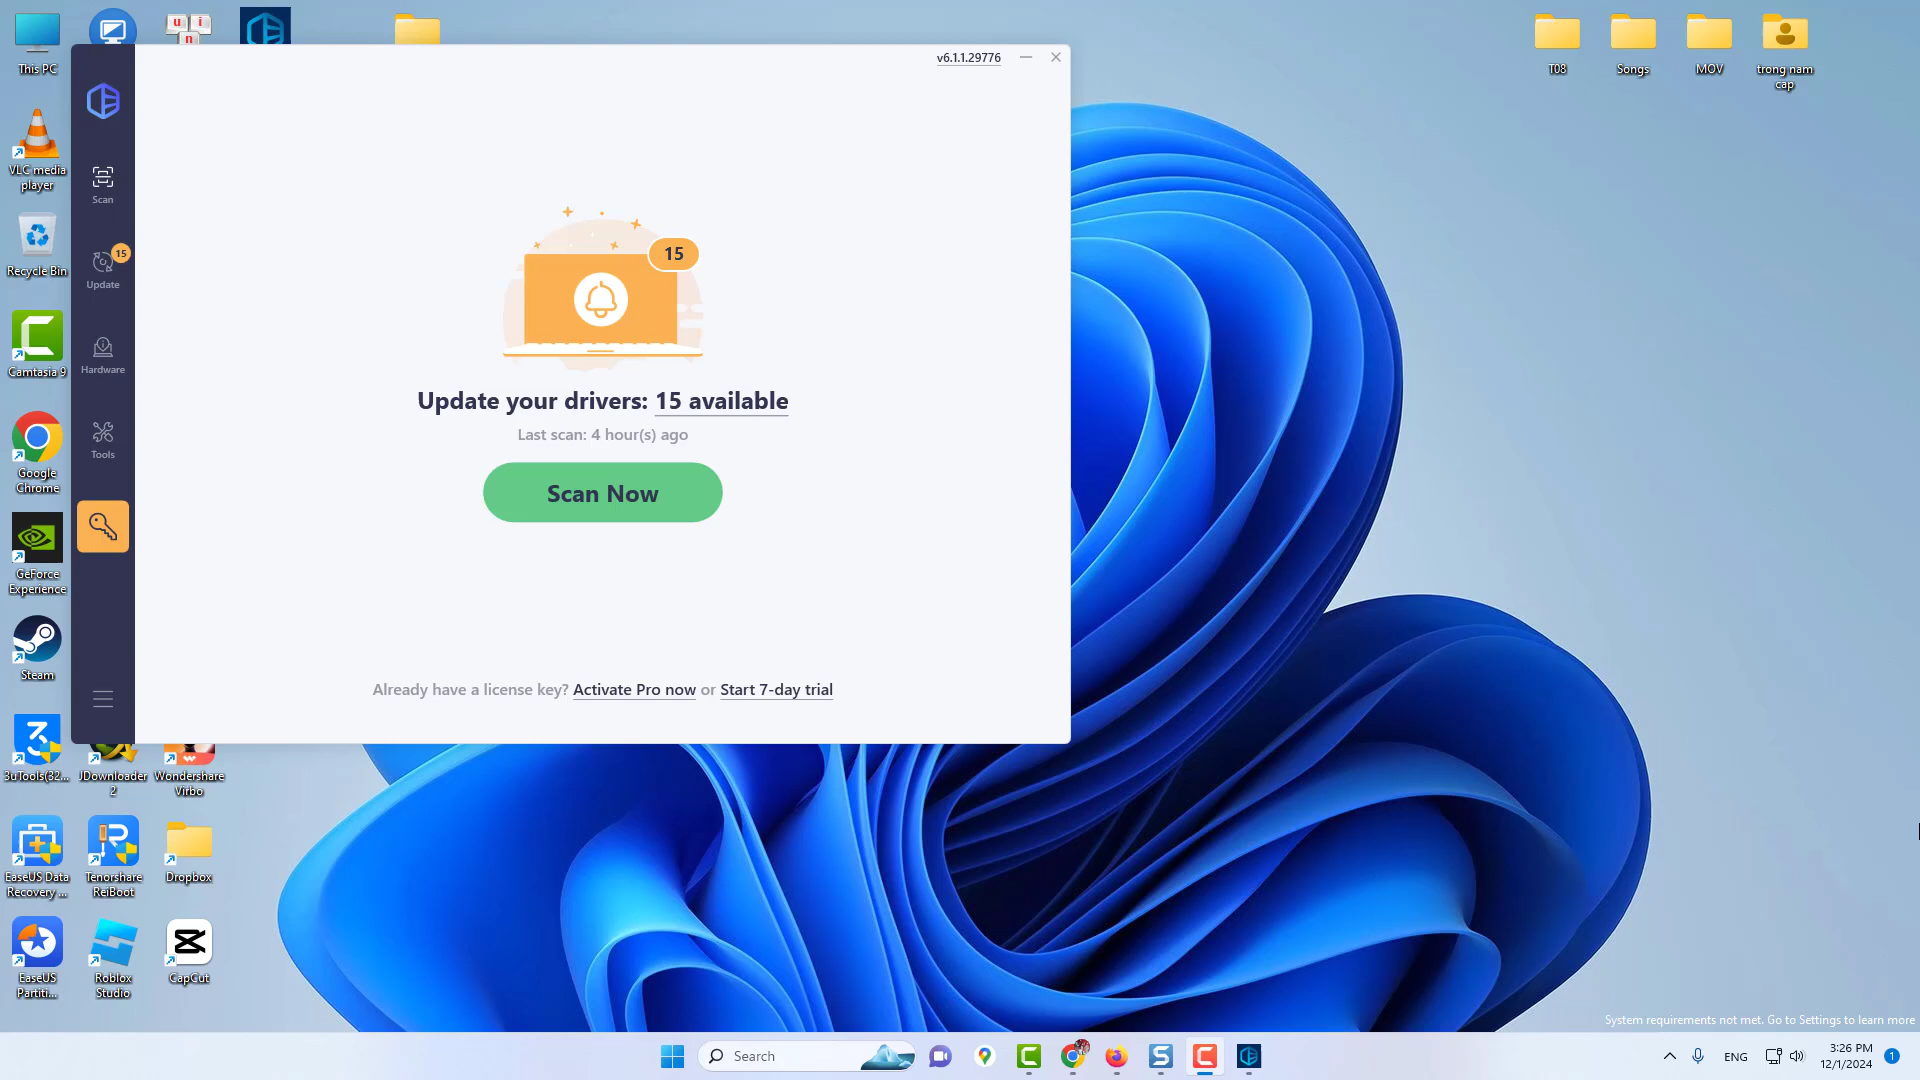 This PC
VLC media
player
Recycle Bin
Camtasia 9
Google
Chrome
GeForce
Experience
Steam
3uTools(32...
JDownloader
2
Wondershare
Virbo
EaseUS Data
Recovery ...
Tenorshare
ReiBoot
Dropbox
EaseUS
Partiti...
Roblox
Studio
CapCut
u i
n
v6.1.1.29776
Scan
15
Update
Hardware
Tools
15
Update your drivers: 15 available
Last scan: 4 hour(s) ago
Scan Now
Already have a license key? Activate Pro now or Start 7-day trial
T08
Songs
MOV
trong nam
cap
System requirements not met. Go to Settings to learn more
Search
ENG
3:26 PM
12/1/2024
1